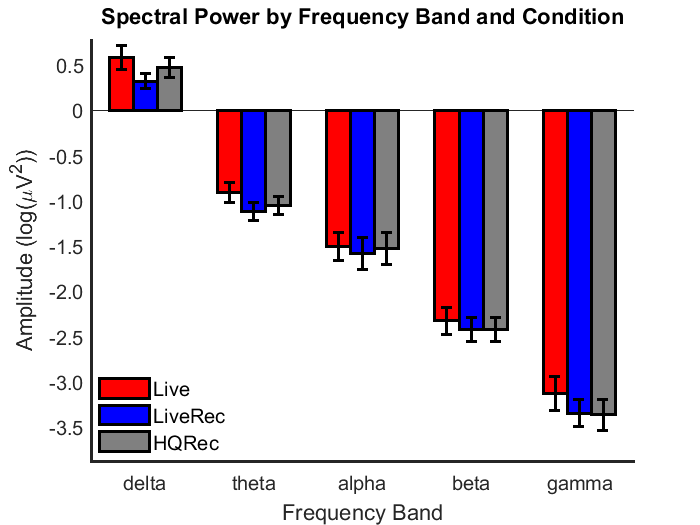 Spectral Power by Frequency Band and Condition
Amplitude (log(μV²))
0.5
0
-0.5
-1.0
-1.5
-2.0
-2.5
-3.0
-3.5
Live
LiveRec
HQRec
delta theta alpha beta gamma
Frequency Band